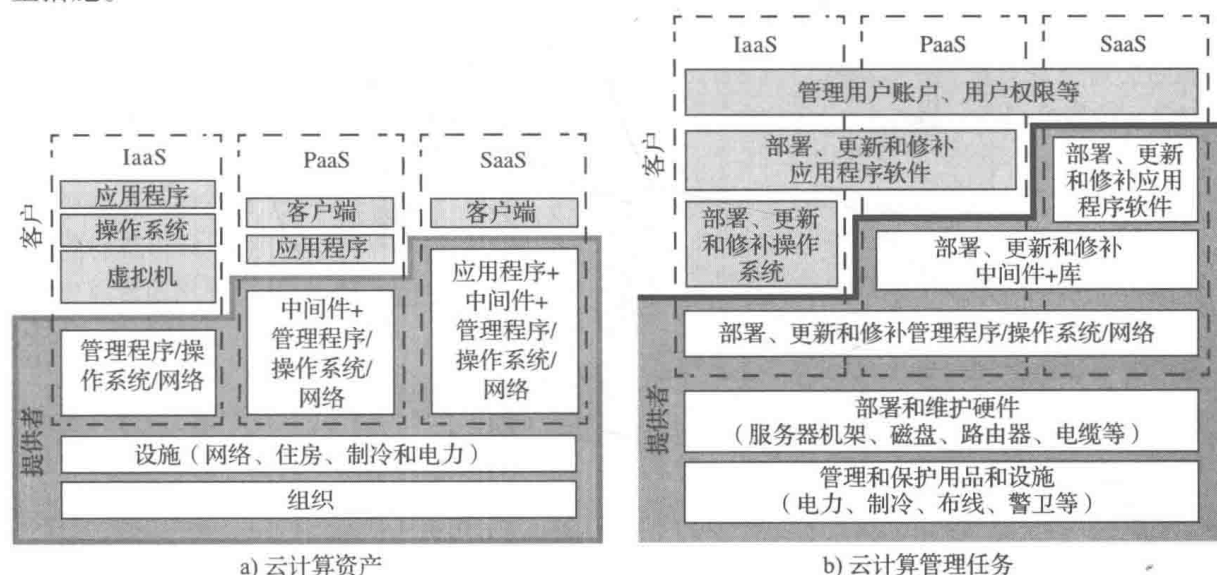 IaaS
PaaS
SaaS
客户
应用程序
操作系统
虚拟机
客户端
应用程序
客户端
管理程序/操
作系统/网络
中间件+
管理程序/
操作系统/
网络
应用程序+
中间件+
管理程序/
操作系统/
网络
提供者
设施（网络、住房、制冷和电力）
组织
a) 云计算资产
IaaS
PaaS
SaaS
客户
管理用户账户、用户权限等
部署、更新和修补
应用程序软件
部署、更新
和修补应用
程序软件
部署、更新
和修补操作
系统
部署、更新和修补
中间件+库
部署、更新和修补管理程序/操作系统/网络
提供者
部署和维护硬件
（服务器机架、磁盘、路由器、电缆等）
管理和保护用品和设施
（电力、制冷、布线、警卫等）
b) 云计算管理任务